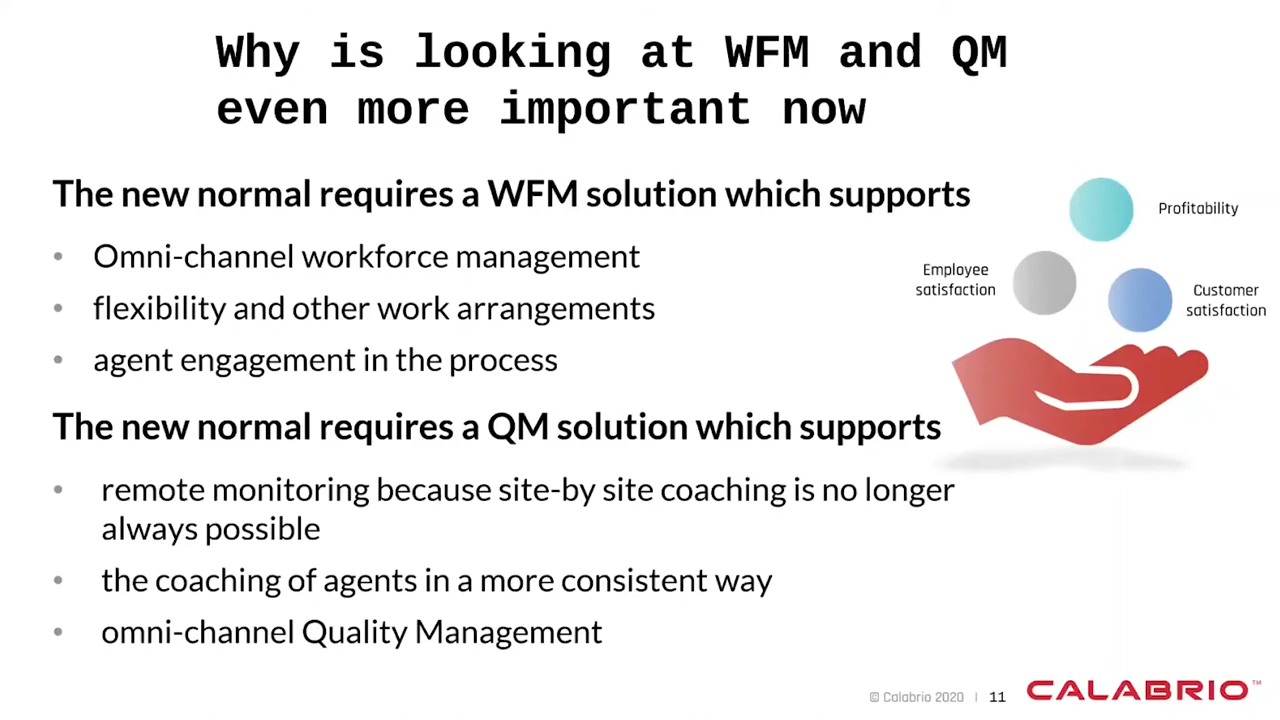 Why is looking at WFM and QM
even more important now
The new normal requires a WFM solution which supports
• Omni-channel workforce management
• flexibility and other work arrangements
• agent engagement in the process
The new normal requires a QM solution which supports
• remote monitoring because site-by site coaching is no longer
always possible
• the coaching of agents in a more consistent way
• omni-channel Quality Management
Profitability
Employee
satisfaction
Customer
satisfaction
© Calabrio 2020 | 11
CALABRIO™